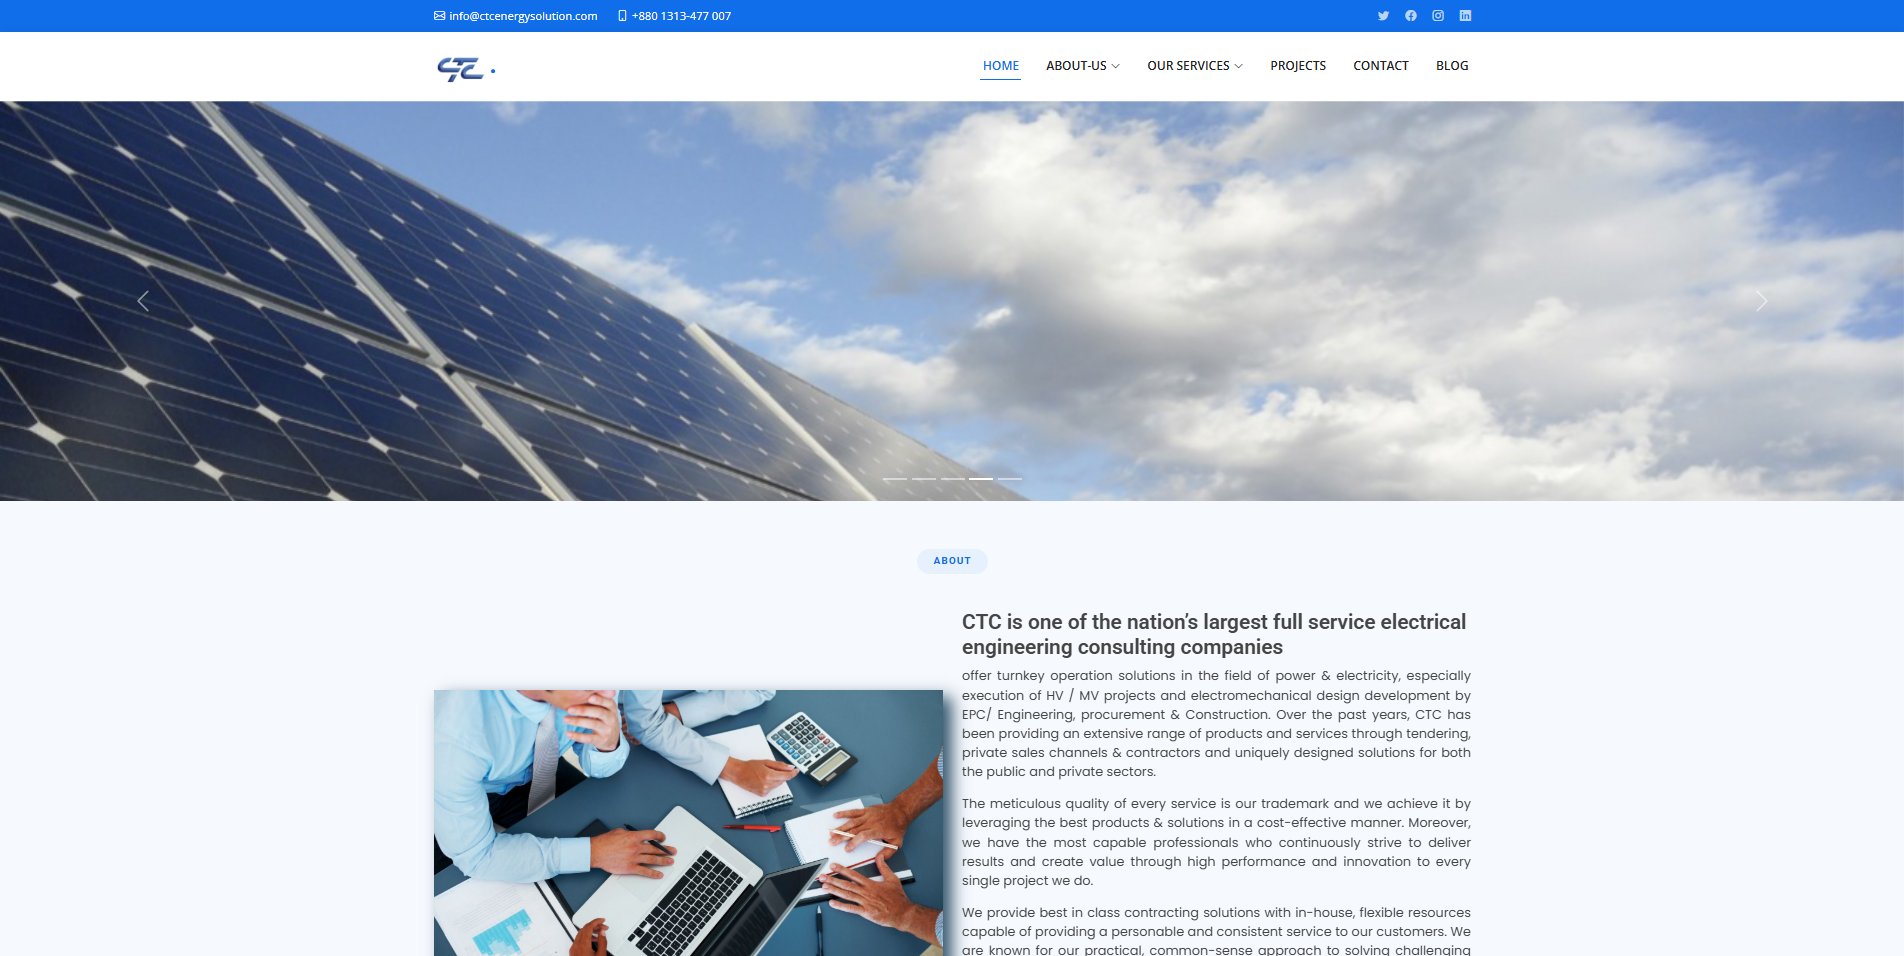 info@ctcenergysolution.com +880 1313-477 007
CTC
HOME ABOUT-US OUR SERVICES PROJECTS CONTACT BLOG
ABOUT
CTC is one of the nation’s largest full service electrical
engineering consulting companies
offer turnkey operation solutions in the field of power & electricity, especially
execution of HV / MV projects and electromechanical design development by
EPC/ Engineering, procurement & Construction. Over the past years, CTC has
been providing an extensive range of products and services through tendering,
private sales channels & contractors and uniquely designed solutions for both
the public and private sectors.
The meticulous quality of every service is our trademark and we achieve it by
leveraging the best products & solutions in a cost-effective manner. Moreover,
we have the most capable professionals who continuously strive to deliver
results and create value through high performance and innovation to every
single project we do.
We provide best in class contracting solutions with in-house, flexible resources
capable of providing a personable and consistent service to our customers. We
are known for our practical, common-sense approach to solving challenging